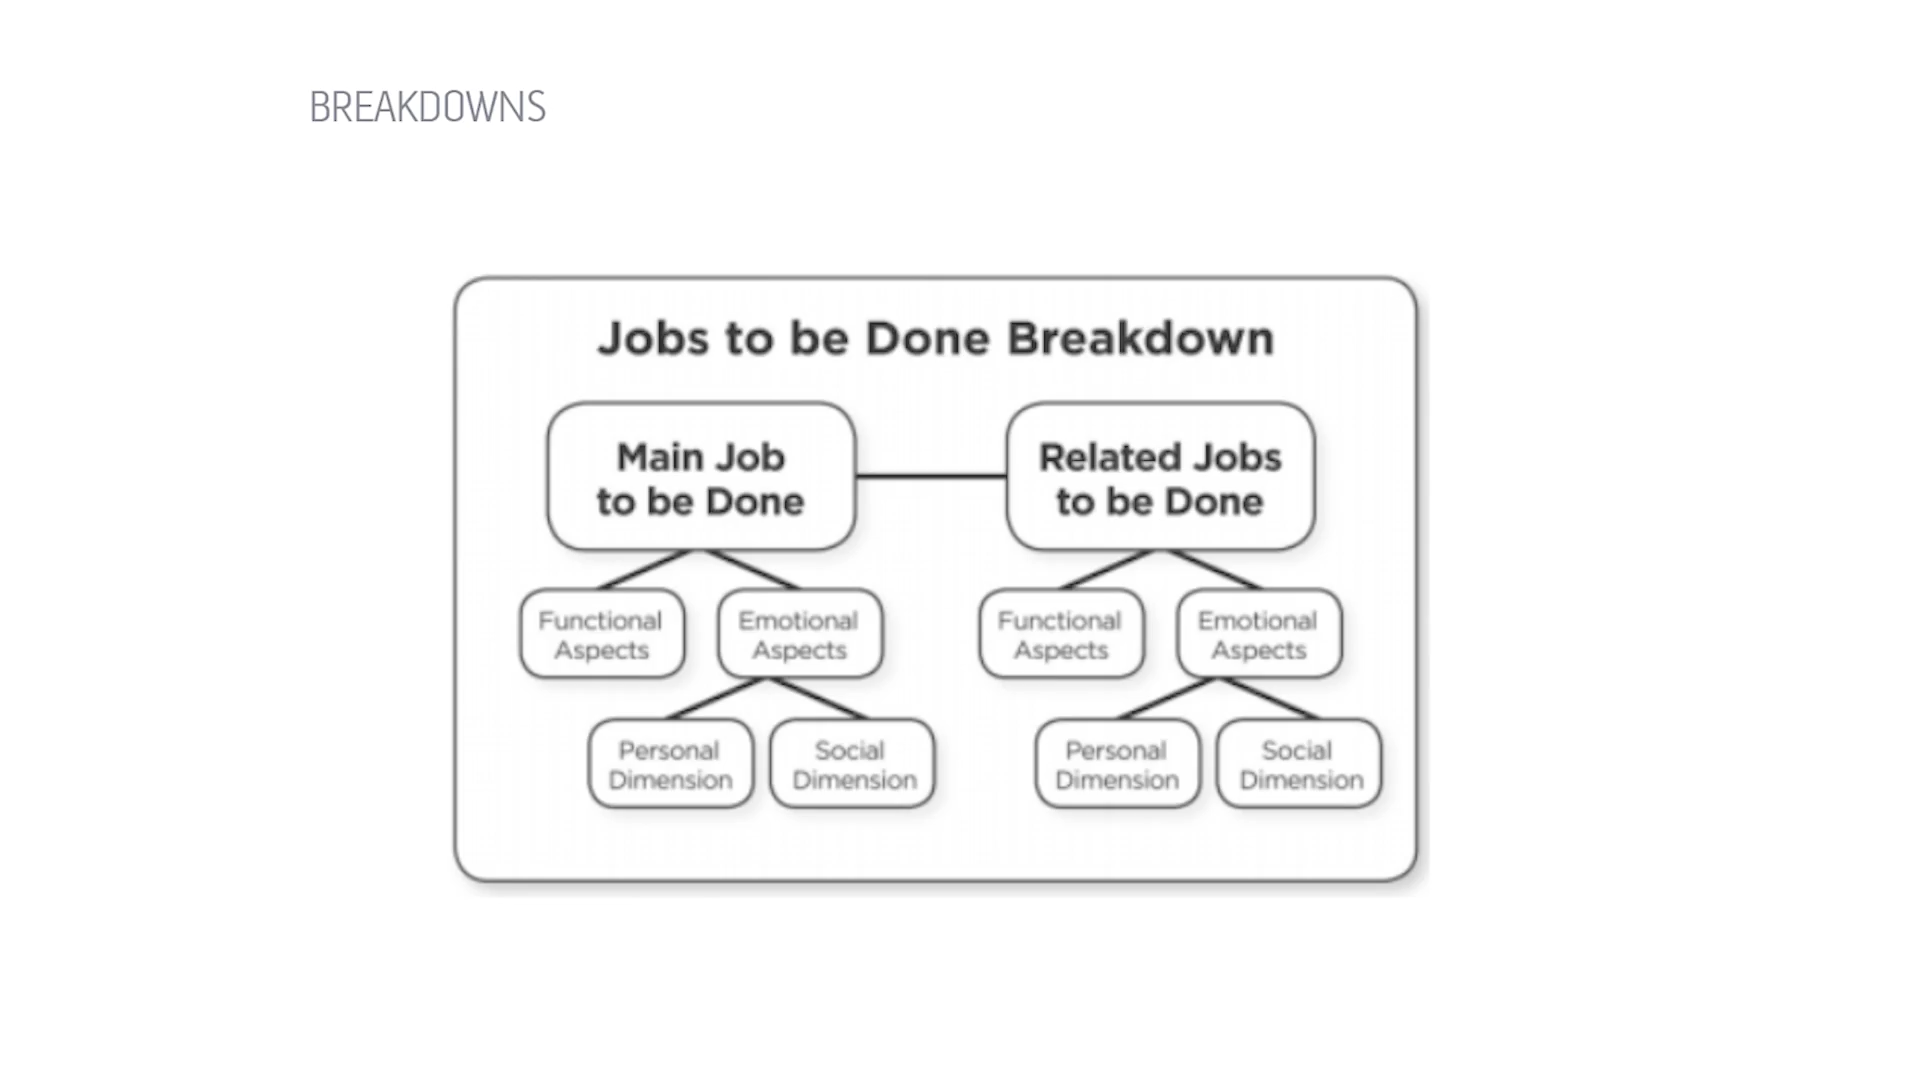 BREAKDOWNS
Jobs to be Done Breakdown
Main Job
to be Done
Related Jobs
to be Done
Functional
Aspects
Emotional
Aspects
Functional
Aspects
Emotional
Aspects
Personal
Dimension
Social
Dimension
Personal
Dimension
Social
Dimension